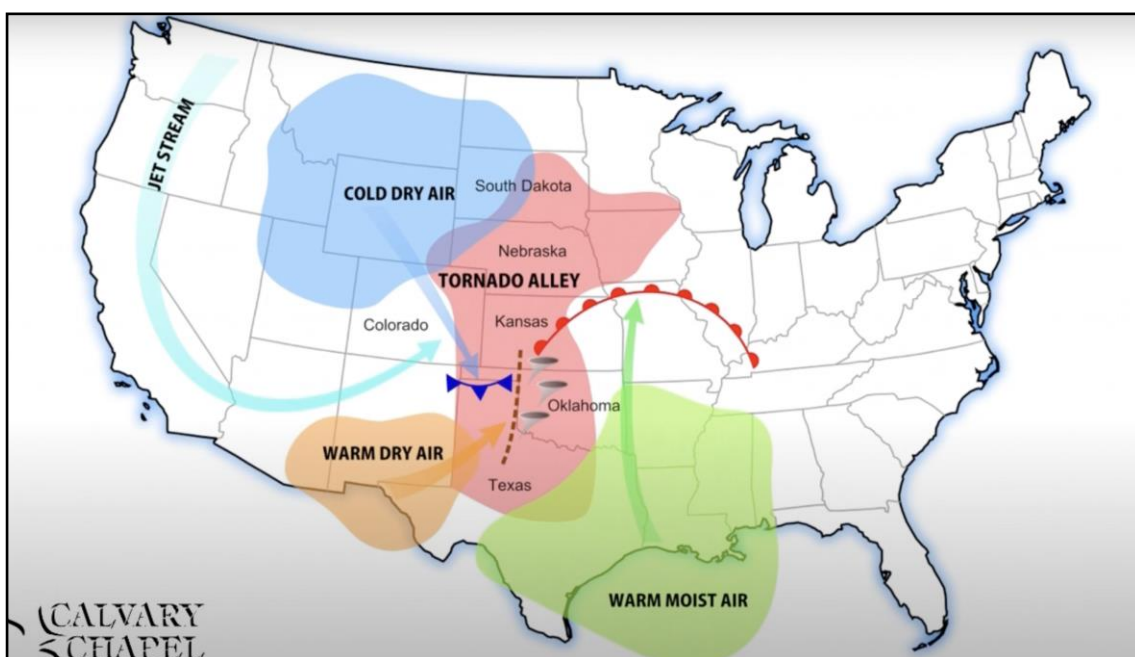 JET STREAM
COLD DRY AIR
South Dakota
Nebraska
TORNADO ALLEY
Colorado
Kansas
Oklahoma
WARM DRY AIR
Texas
WARM MOIST AIR
CALVARY
CHAPEL